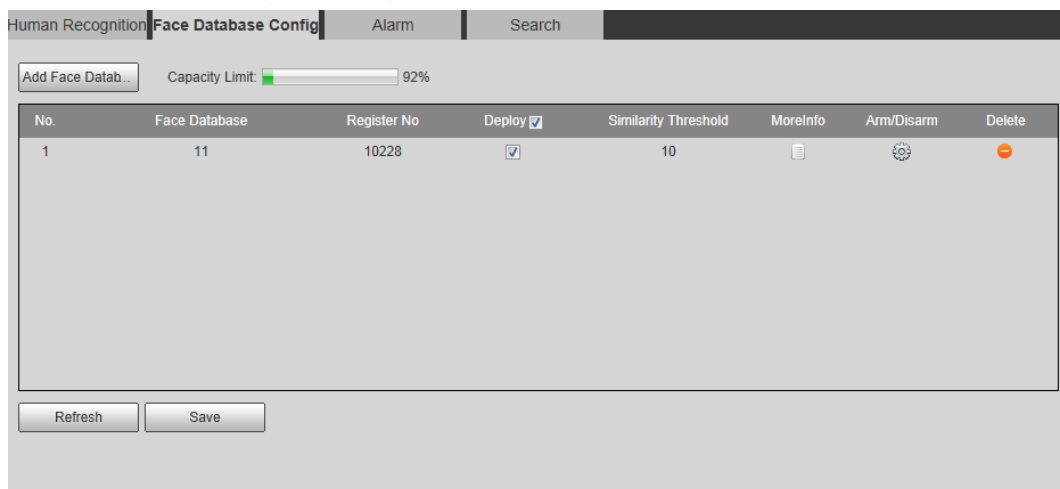 Human Recognition Face Database Config Alarm Search
Add Face Datab... Capacity Limit: 92%
No. Face Database Register No Deploy Similarity Threshold MoreInfo Arm/Disarm Delete
1 11 10228 10
Refresh Save